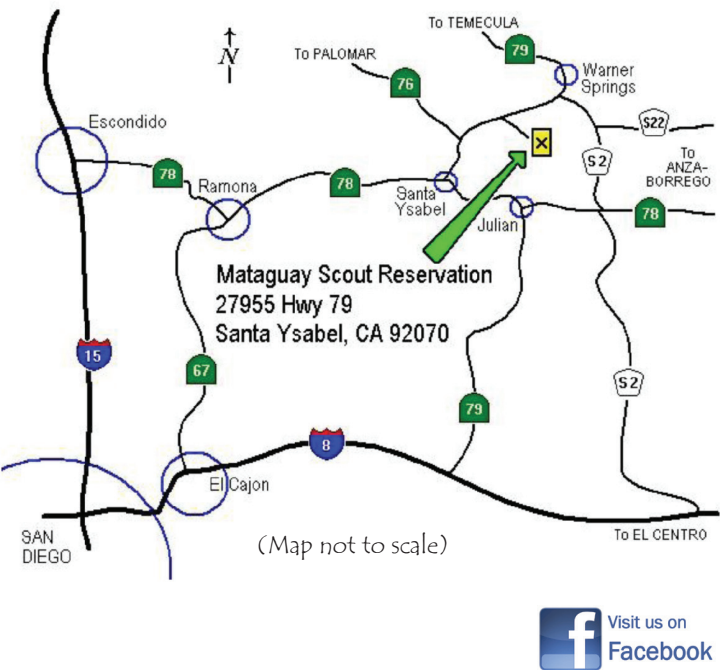 To TEMECULA
79
N
To PALOMAR
76
Warner
Springs
Escondido
S22
X
To
ANZA-
BORREGO
S2
78
Ramona
78
Santa
Ysabel
Julian
78
Mataguay Scout Reservation
27955 Hwy 79
Santa Ysabel, CA 92070
15
67
S2
79
8
El Cajon
SAN
DIEGO
(Map not to scale)
To EL CENTRO
f
Visit us on
Facebook